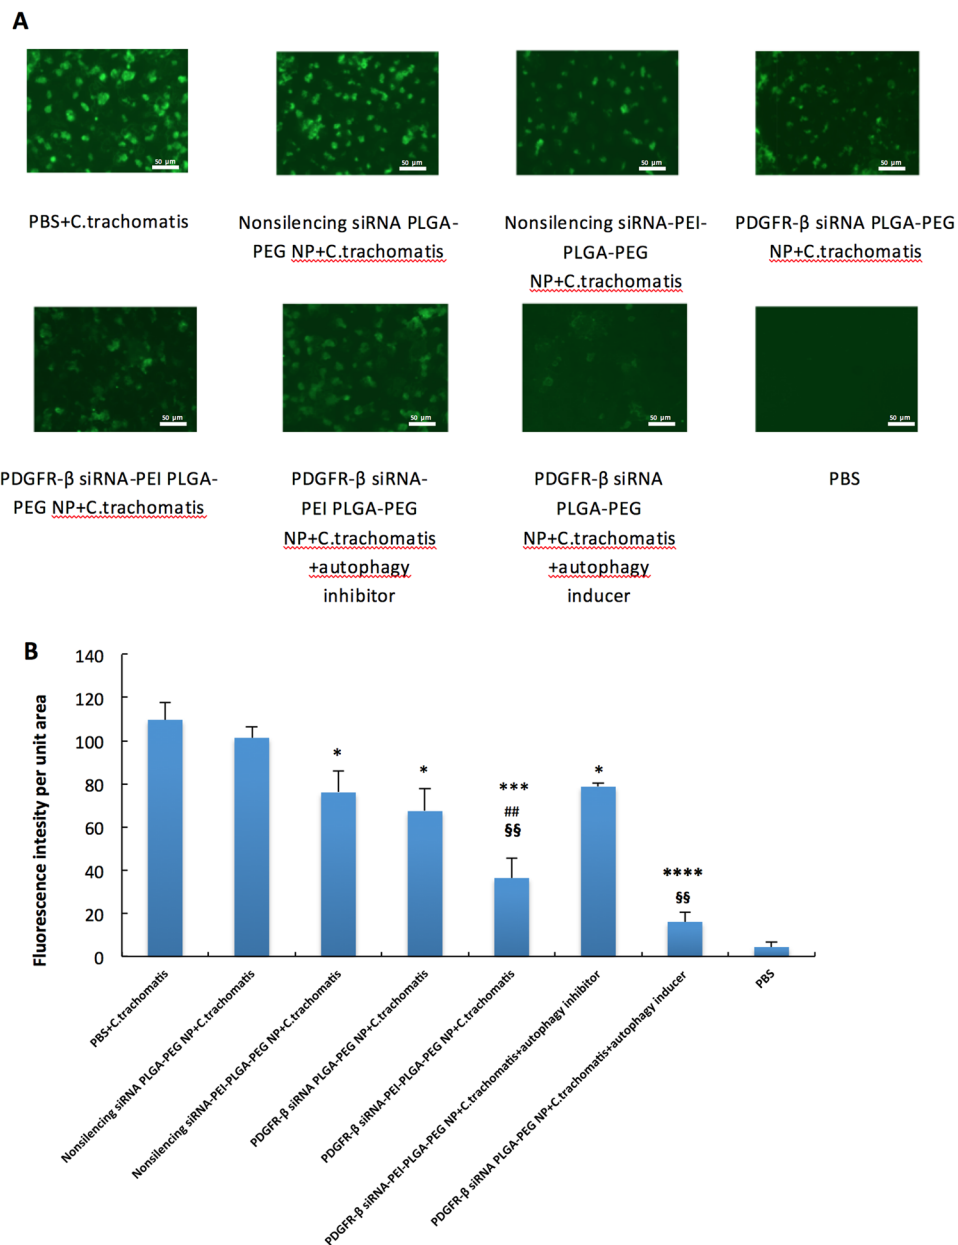 A
50 µm
50 µm
50 µm
50 µm
PBS+C.trachomatis
Nonsilencing siRNA PLGA-
PEG NP+C.trachomatis
Nonsilencing siRNA-PEI-
PLGA-PEG
NP+C.trachomatis
PDGFR-β siRNA PLGA-PEG
NP+C.trachomatis
50 µm
50 µm
50 µm
50 µm
PDGFR-β siRNA-PEI PLGA-
PEG NP+C.trachomatis
PDGFR-β siRNA-
PEI PLGA-PEG
NP+C.trachomatis
+autophagy
inhibitor
PDGFR-β siRNA
PLGA-PEG
NP+C.trachomatis
+autophagy
inducer
PBS
B
Fluorescence intesity per unit area
140
120
100
80
60
40
20
0
*
*
***
##
§§
*
****
§§
PBS+C.trachomatis
Nonsilencing siRNA PLGA-PEG NP+C.trachomatis
Nonsilencing siRNA-PEI-PLGA-PEG NP+C.trachomatis
PDGFR-β siRNA PLGA-PEG NP+C.trachomatis
PDGFR-β siRNA-PEI-PLGA-PEG NP+C.trachomatis
PDGFR-β siRNA-PEI-PLGA-PEG NP+C.trachomatis+autophagy inhibitor
PDGFR-β siRNA PLGA-PEG NP+C.trachomatis+autophagy inducer
PBS